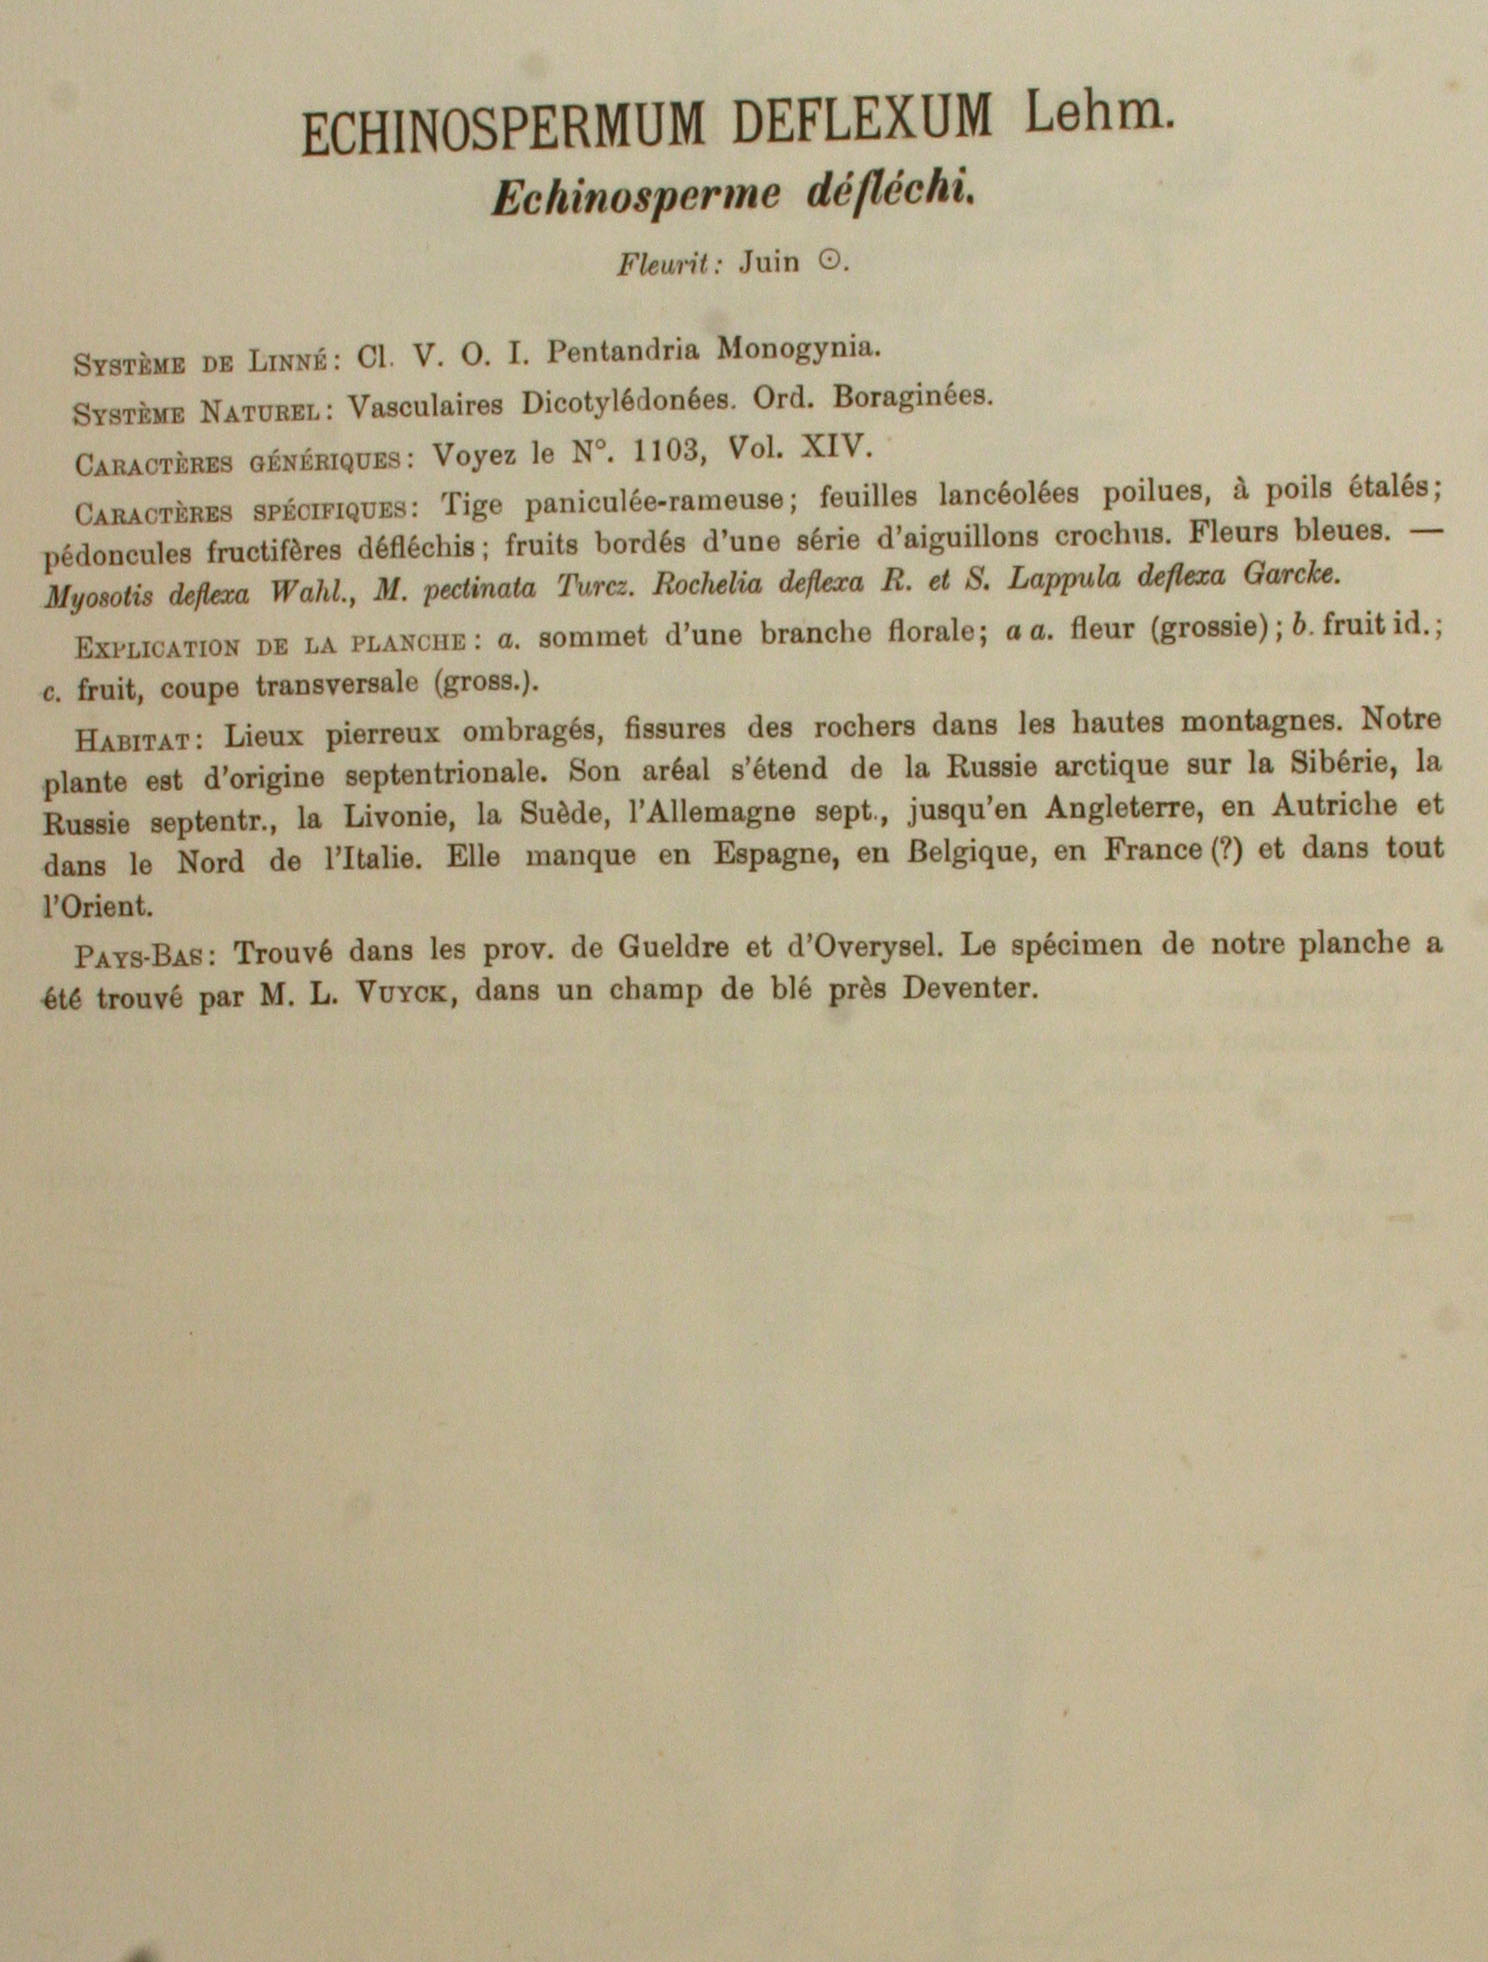 ECHINOSPERMUM DEFLEXUM Lehm.
Echinosperme défléchi.
Fleurit: Juin ⊙.
Système de Linné: Cl. V. O. I. Pentandria Monogynia.
Système Naturel: Vasculaires Dicotylédonées. Ord. Boraginées.
Caractères génériques: Voyez le N°. 1103, Vol. XIV.
Caractères spécifiques: Tige paniculée-rameuse; feuilles lancéolées poilues, à poils étalés;
pédoncules fructifères défléchis; fruits bordés d'une série d'aiguillons crochus. Fleurs bleues. —
Myosotis deflexa Wahl., M. pectinata Turcz. Rochelia deflexa R. et S. Lappula deflexa Garcke.
Explication de la planche: a. sommet d'une branche florale; a a. fleur (grossie); b. fruit id.;
c. fruit, coupe transversale (gross.).
Habitat: Lieux pierreux ombragés, fissures des rochers dans les hautes montagnes. Notre
plante est d'origine septentrionale. Son aréal s'étend de la Russie arctique sur la Sibérie, la
Russie septentr., la Livonie, la Suède, l'Allemagne sept., jusqu'en Angleterre, en Autriche et
dans le Nord de l'Italie. Elle manque en Espagne, en Belgique, en France (?) et dans tout
l'Orient.
Pays-Bas: Trouvé dans les prov. de Gueldre et d'Overysel. Le spécimen de notre planche a
été trouvé par M. L. Vuyck, dans un champ de blé près Deventer.